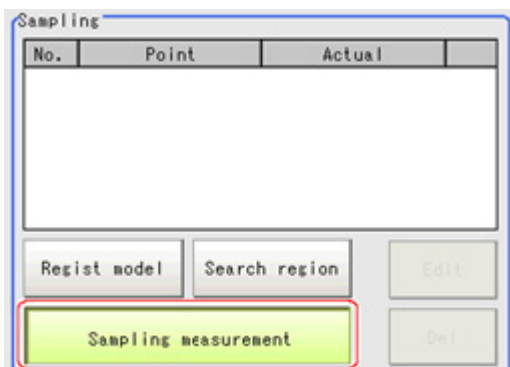 Sampling
No. Point Actual
Regist model Search region Edit
Sampling measurement Del